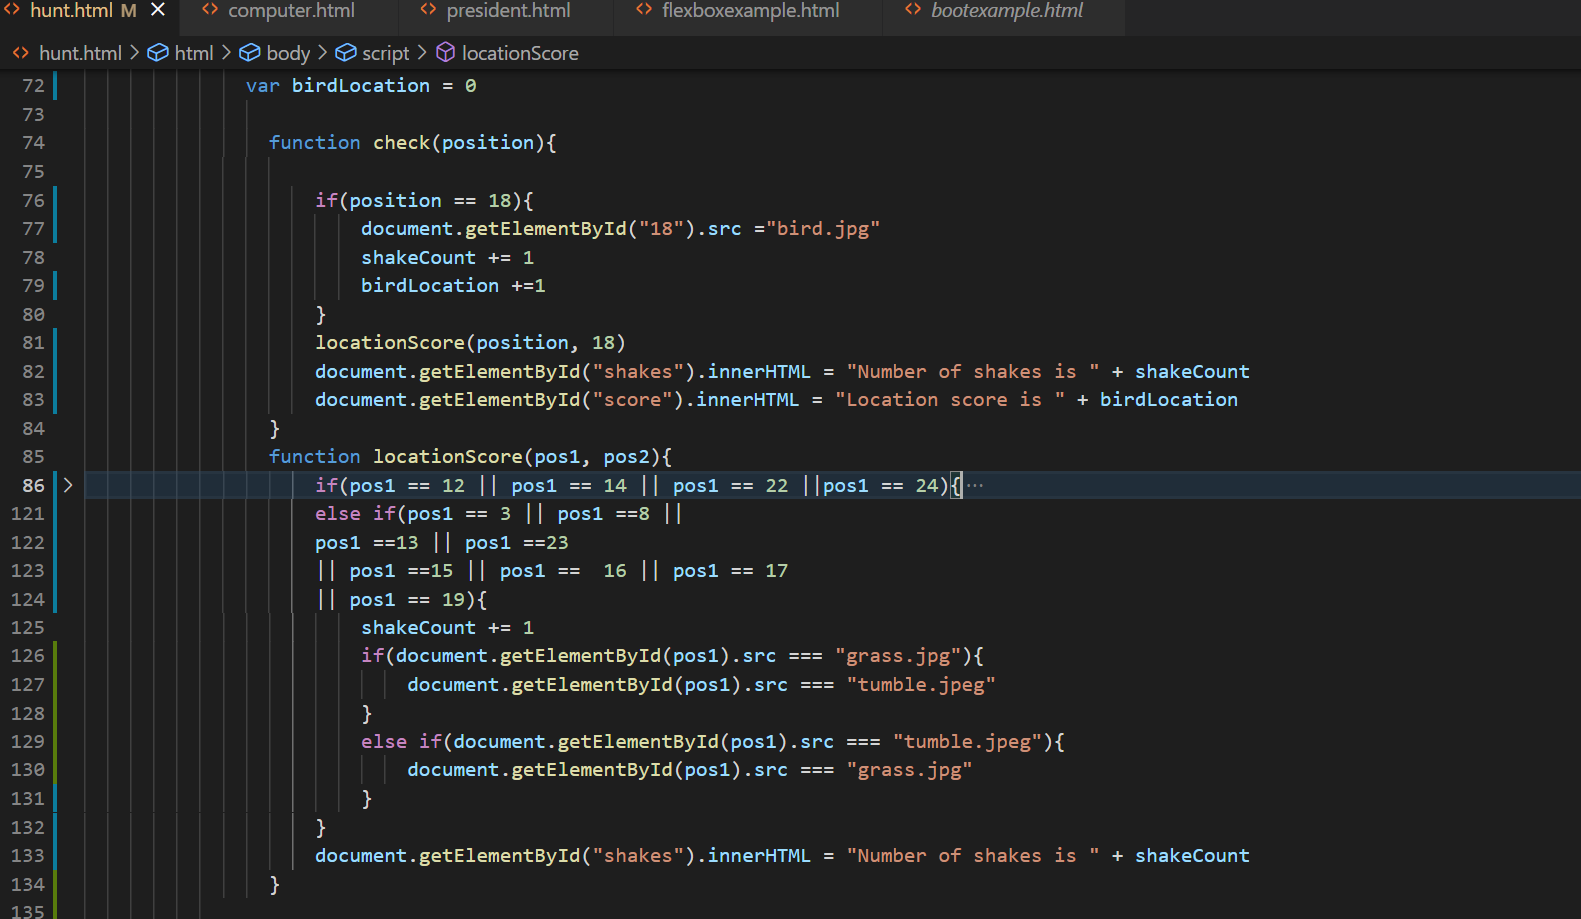 hunt.html M × computer.html president.html flexboxexample.html bootexample.html
hunt.html > html > body > script > locationScore
72 var birdLocation = 0
73
74 function check(position){
75
76 if(position == 18){
77 document.getElementById("18").src ="bird.jpg"
78 shakeCount += 1
79 birdLocation +=1
80 }
81 locationScore(position, 18)
82 document.getElementById("shakes").innerHTML = "Number of shakes is " + shakeCount
83 document.getElementById("score").innerHTML = "Location score is " + birdLocation
84 }
85 function locationScore(pos1, pos2){
86 > if(pos1 == 12 || pos1 == 14 || pos1 == 22 ||pos1 == 24){···
121 else if(pos1 == 3 || pos1 ==8 ||
122 pos1 ==13 || pos1 ==23
123 || pos1 ==15 || pos1 ==  16 || pos1 == 17
124 || pos1 == 19){
125 shakeCount += 1
126 if(document.getElementById(pos1).src === "grass.jpg"){
127 document.getElementById(pos1).src === "tumble.jpeg"
128 }
129 else if(document.getElementById(pos1).src === "tumble.jpeg"){
130 document.getElementById(pos1).src === "grass.jpg"
131 }
132 }
133 document.getElementById("shakes").innerHTML = "Number of shakes is " + shakeCount
134 }
135